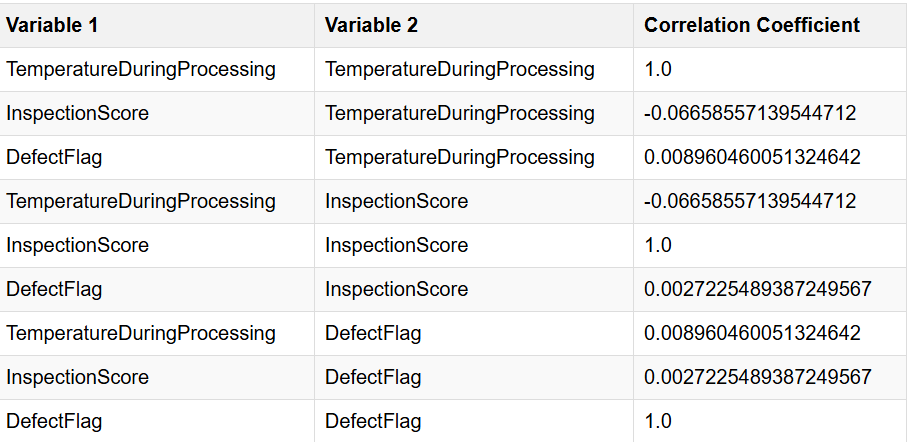 Variable 1 Variable 2 Correlation Coefficient
TemperatureDuringProcessing TemperatureDuringProcessing 1.0
InspectionScore TemperatureDuringProcessing -0.06658557139544712
DefectFlag TemperatureDuringProcessing 0.008960460051324642
TemperatureDuringProcessing InspectionScore -0.06658557139544712
InspectionScore InspectionScore 1.0
DefectFlag InspectionScore 0.0027225489387249567
TemperatureDuringProcessing DefectFlag 0.008960460051324642
InspectionScore DefectFlag 0.0027225489387249567
DefectFlag DefectFlag 1.0